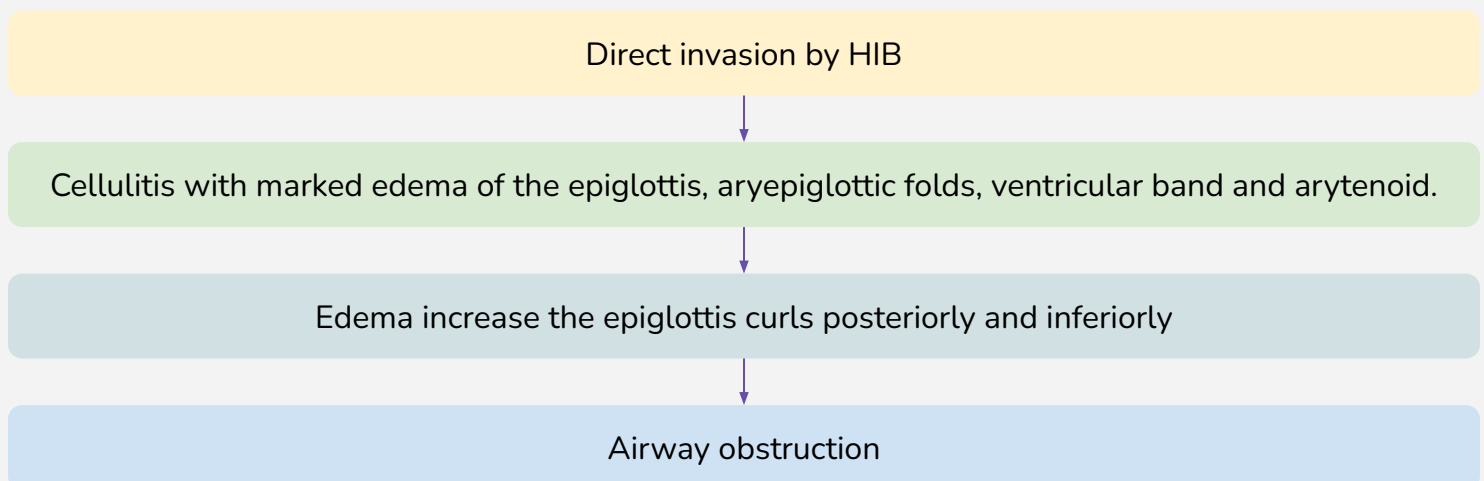 Direct invasion by HIB
Cellulitis with marked edema of the epiglottis, aryepiglottic folds, ventricular band and arytenoid.
Edema increase the epiglottis curls posteriorly and inferiorly
Airway obstruction